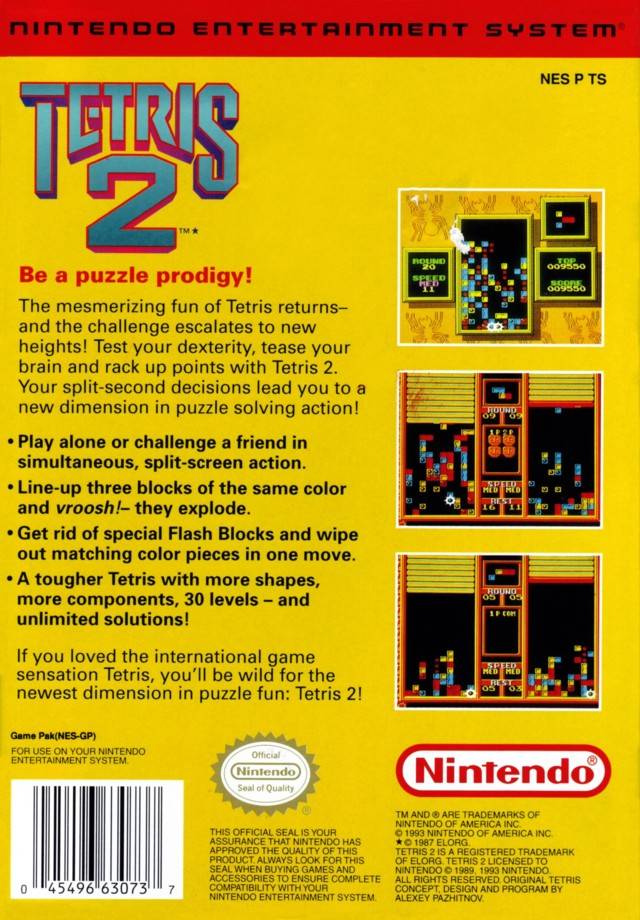 NINTENDO ENTERTAINMENT SYSTEM®
NES P TS
TETRIS
2
™★
Be a puzzle prodigy!
The mesmerizing fun of Tetris returns–
and the challenge escalates to new
heights! Test your dexterity, tease your
brain and rack up points with Tetris 2.
Your split-second decisions lead you to a
new dimension in puzzle solving action!
• Play alone or challenge a friend in
simultaneous, split-screen action.
• Line-up three blocks of the same color
and vroosh!– they explode.
• Get rid of special Flash Blocks and wipe
out matching color pieces in one move.
• A tougher Tetris with more shapes,
more components, 30 levels – and
unlimited solutions!
If you loved the international game
sensation Tetris, you'll be wild for the
newest dimension in puzzle fun: Tetris 2!
ROUND
20
SPEED
MED
11
TOP
009550
SCORE
009550
ROUND
09 09
1P 2P
SPEED
MED MED
REST
16 11
ROUND
05 05
1P COM
SPEED
MED MED
REST
05 03
Game Pak(NES-GP)
FOR USE ON YOUR NINTENDO
ENTERTAINMENT SYSTEM.
0 45496 63073 7
Official
Nintendo
Seal of Quality
®
THIS OFFICIAL SEAL IS YOUR
ASSURANCE THAT NINTENDO HAS
APPROVED THE QUALITY OF THIS
PRODUCT. ALWAYS LOOK FOR THIS
SEAL WHEN BUYING GAMES AND
ACCESSORIES TO ENSURE COMPLETE
COMPATIBILITY WITH YOUR
NINTENDO ENTERTAINMENT SYSTEM.
Nintendo®
TM AND ® ARE TRADEMARKS OF
NINTENDO OF AMERICA INC.
© 1993 NINTENDO OF AMERICA INC.
★© 1987 ELORG.
TETRIS 2 IS A REGISTERED TRADEMARK
OF ELORG. TETRIS 2 LICENSED TO
NINTENDO © 1989, 1993 NINTENDO.
ALL RIGHTS RESERVED. ORIGINAL TETRIS
CONCEPT, DESIGN AND PROGRAM BY
ALEXEY PAZHITNOV.